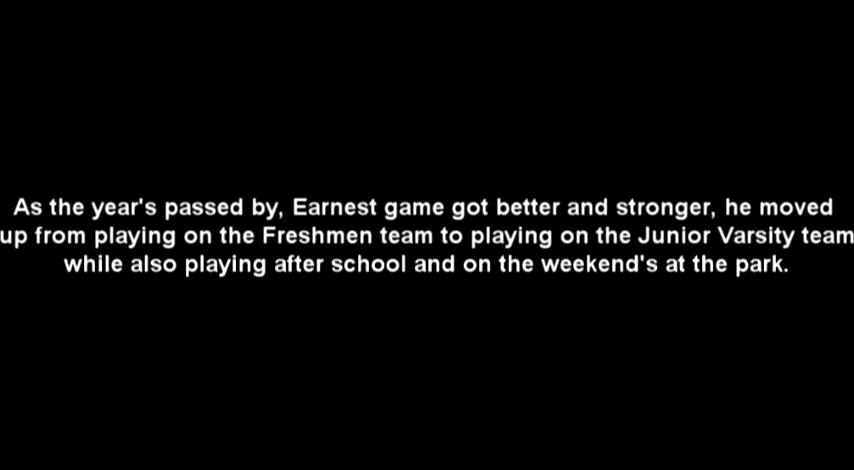 As the year's passed by, Earnest game got better and stronger, he moved
up from playing on the Freshmen team to playing on the Junior Varsity team
while also playing after school and on the weekend's at the park.